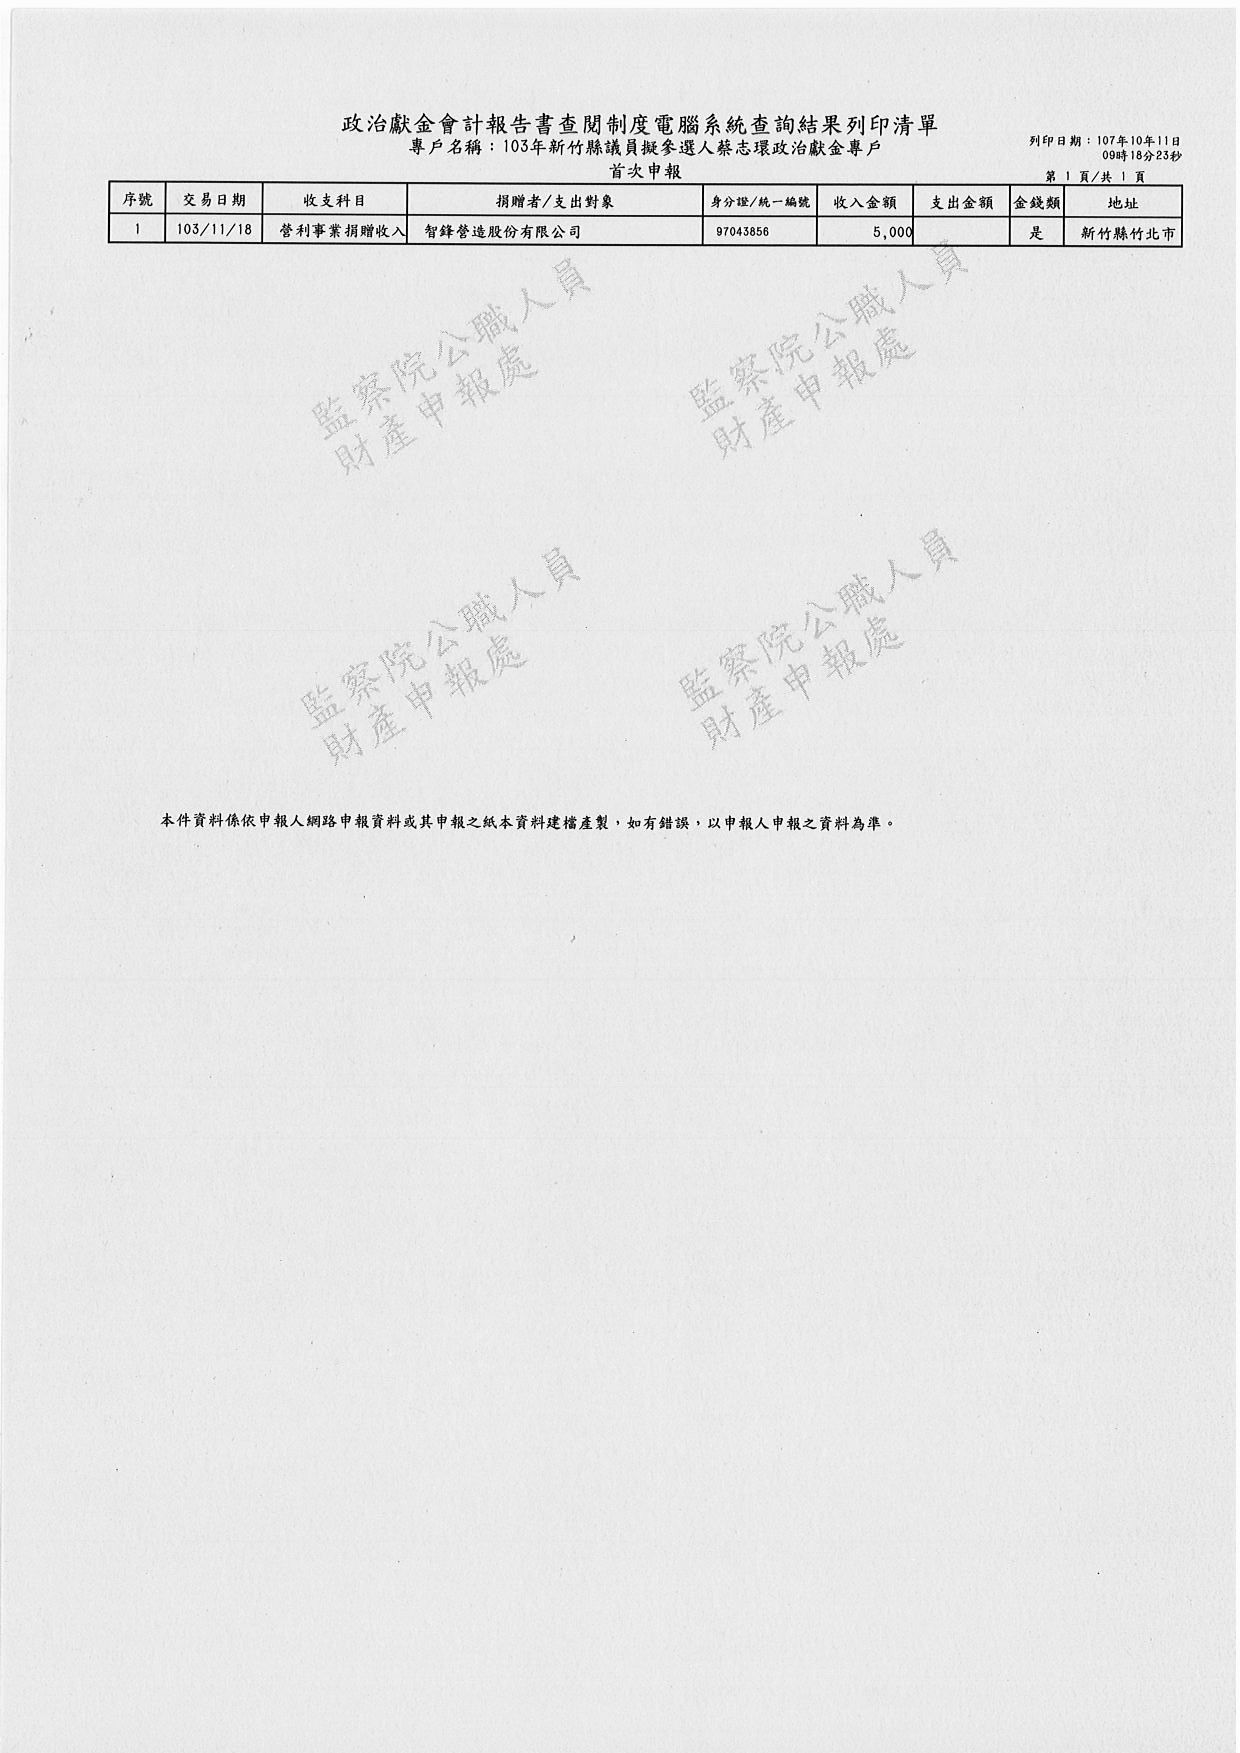 政治獻金會計報告書查閱制度電腦系統查詢結果列印清單
專戶名稱：103年新竹縣議員擬參選人蔡志環政治獻金專戶
首次申報
列印日期：107年10年11日
09時18分23秒
第 1 頁/共 1 頁
序號 交易日期 收支科目 捐贈者/支出對象 身分證/統一編號 收入金額 支出金額 金錢類 地址
1 103/11/18 營利事業捐贈收入 智鋒營造股份有限公司 97043856 5,000 是 新竹縣竹北市
監察院公職人員
財產申報處
監察院公職人員
財產申報處
監察院公職人員
財產申報處
監察院公職人員
財產申報處
本件資料係依申報人網路申報資料或其申報之紙本資料建檔產製，如有錯誤，以申報人申報之資料為準。